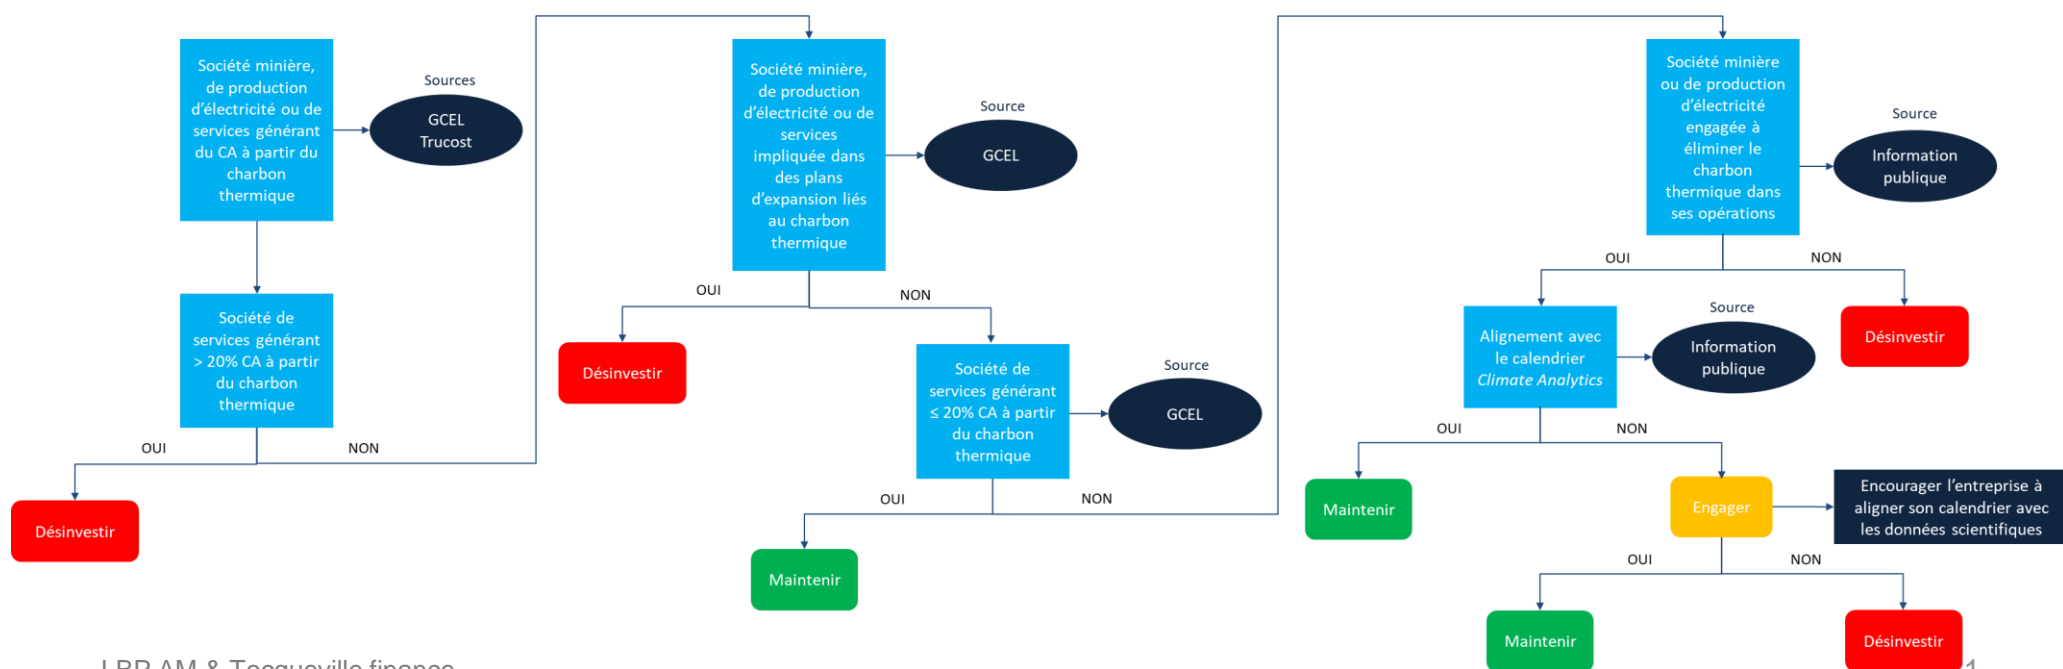 Société minière,
de production
d'électricité ou de
services générant
du CA à partir du
charbon
thermique
Sources
GCEL
Trucost
Société de
services générant
> 20% CA à partir
du charbon
thermique
OUI
NON
Désinvestir
Société minière,
de production
d'électricité ou de
services
impliquée dans
des plans
d'expansion liés
au charbon
thermique
Source
GCEL
OUI
NON
Désinvestir
Société de
services générant
≤ 20% CA à partir
du charbon
thermique
Source
GCEL
OUI
NON
Maintenir
Société minière
ou de production
d'électricité
engagée à
éliminer le
charbon
thermique dans
ses opérations
Source
Information
publique
OUI
NON
Désinvestir
Alignement avec
le calendrier
Climate Analytics
Source
Information
publique
OUI
NON
Maintenir
Engager
Encourager l'entreprise à
aligner son calendrier avec
les données scientifiques
OUI
NON
Maintenir
Désinvestir
LBP AM & Tocqueville finance
1